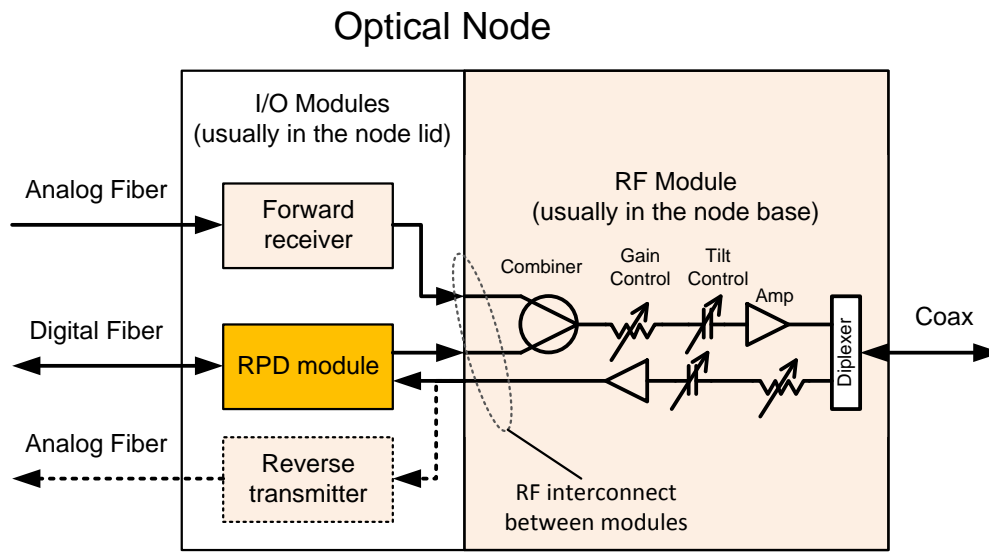 Optical Node
I/O Modules
(usually in the node lid)
Analog Fiber
Forward
receiver
Digital Fiber
RPD module
Analog Fiber
Reverse
transmitter
RF Module
(usually in the node base)
Combiner
Gain
Control
Tilt
Control
Amp
Diplexer
Coax
RF interconnect
between modules